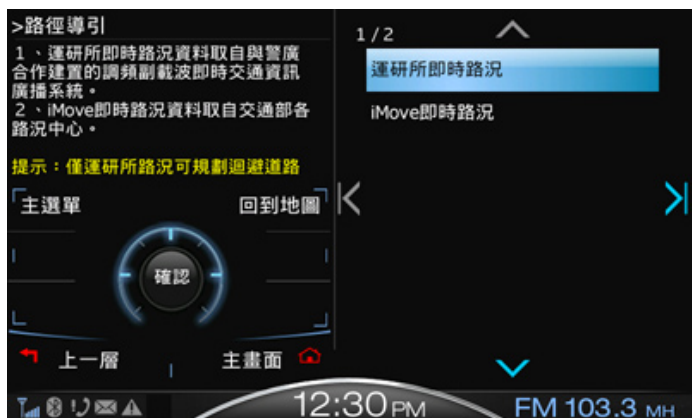 >路徑導引
1、運研所即時路況資料取自與警廣
合作建置的調頻副載波即時交通資訊
廣播系統。
2、iMove即時路況資料取自交通部各
路況中心。
提示：僅運研所路況可規劃迴避道路
主選單
回到地圖
確認
上一層
主畫面
1/2
運研所即時路況
iMove即時路況
12:30 PM
FM 103.3 MH